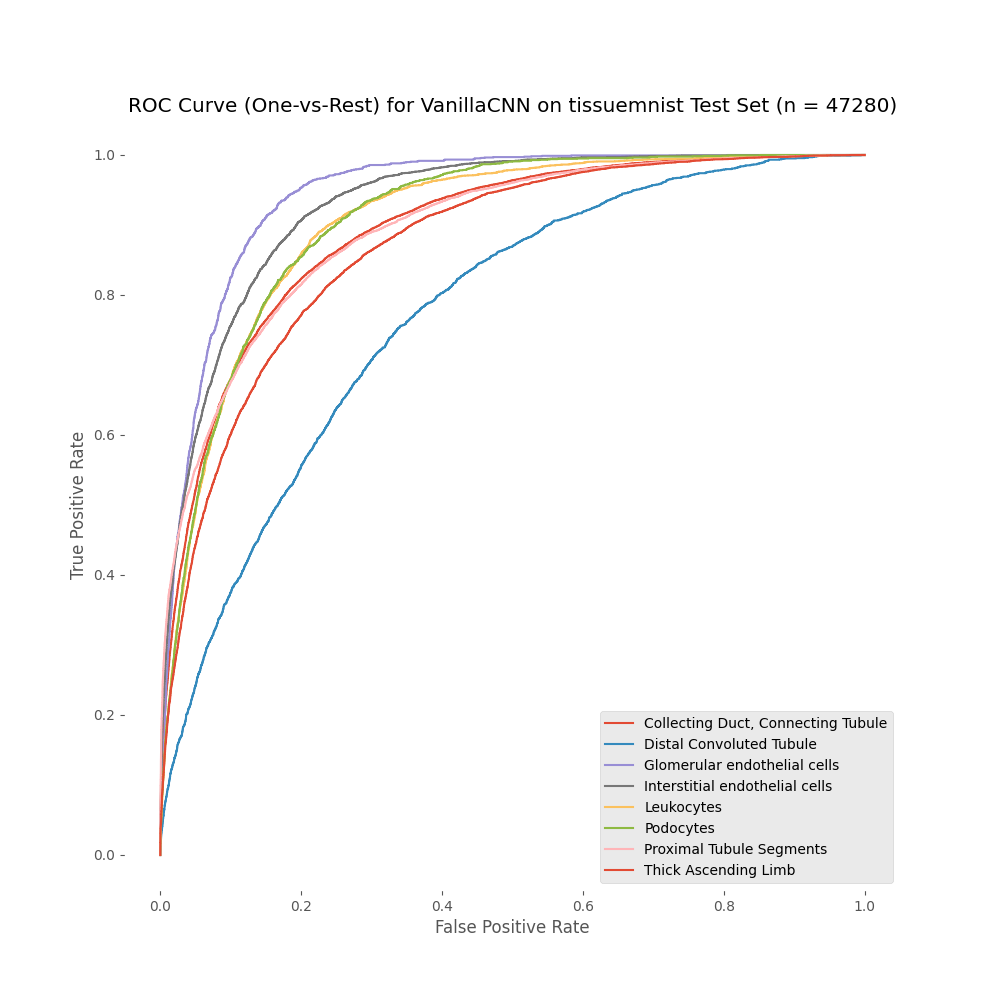 ROC Curve (One-vs-Rest) for VanillaCNN on tissuemnist Test Set (n = 47280)
True Positive Rate
1.0
0.8
0.6
0.4
0.2
0.0
Collecting Duct, Connecting Tubule
Distal Convoluted Tubule
Glomerular endothelial cells
Interstitial endothelial cells
Leukocytes
Podocytes
Proximal Tubule Segments
Thick Ascending Limb
0.0 0.2 0.4 0.6 0.8 1.0
False Positive Rate